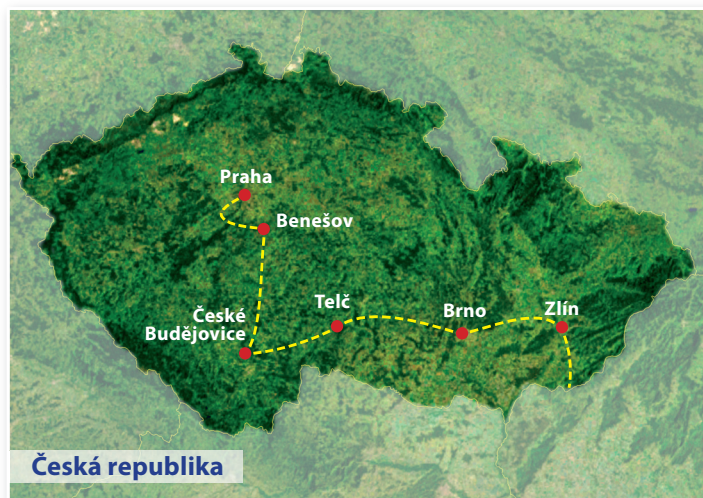 Praha
Benešov
České
Budějovice
Telč
Brno
Zlín
Česká republika